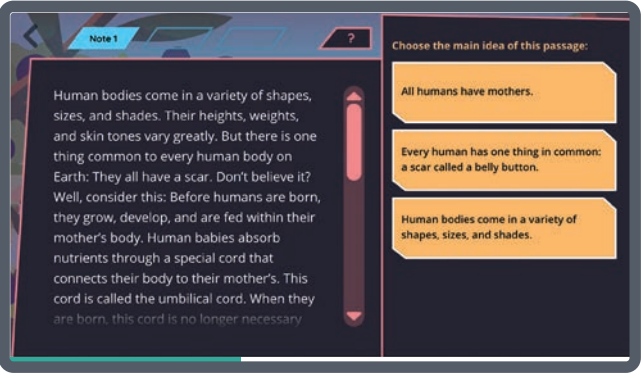 Note 1
?
Human bodies come in a variety of shapes,
sizes, and shades. Their heights, weights,
and skin tones vary greatly. But there is one
thing common to every human body on
Earth: They all have a scar. Don't believe it?
Well, consider this: Before humans are born,
they grow, develop, and are fed within their
mother's body. Human babies absorb
nutrients through a special cord that
connects their body to their mother's. This
cord is called the umbilical cord. When they
are born, this cord is no longer necessary
Choose the main idea of this passage:
All humans have mothers.
Every human has one thing in common:
a scar called a belly button.
Human bodies come in a variety of
shapes, sizes, and shades.